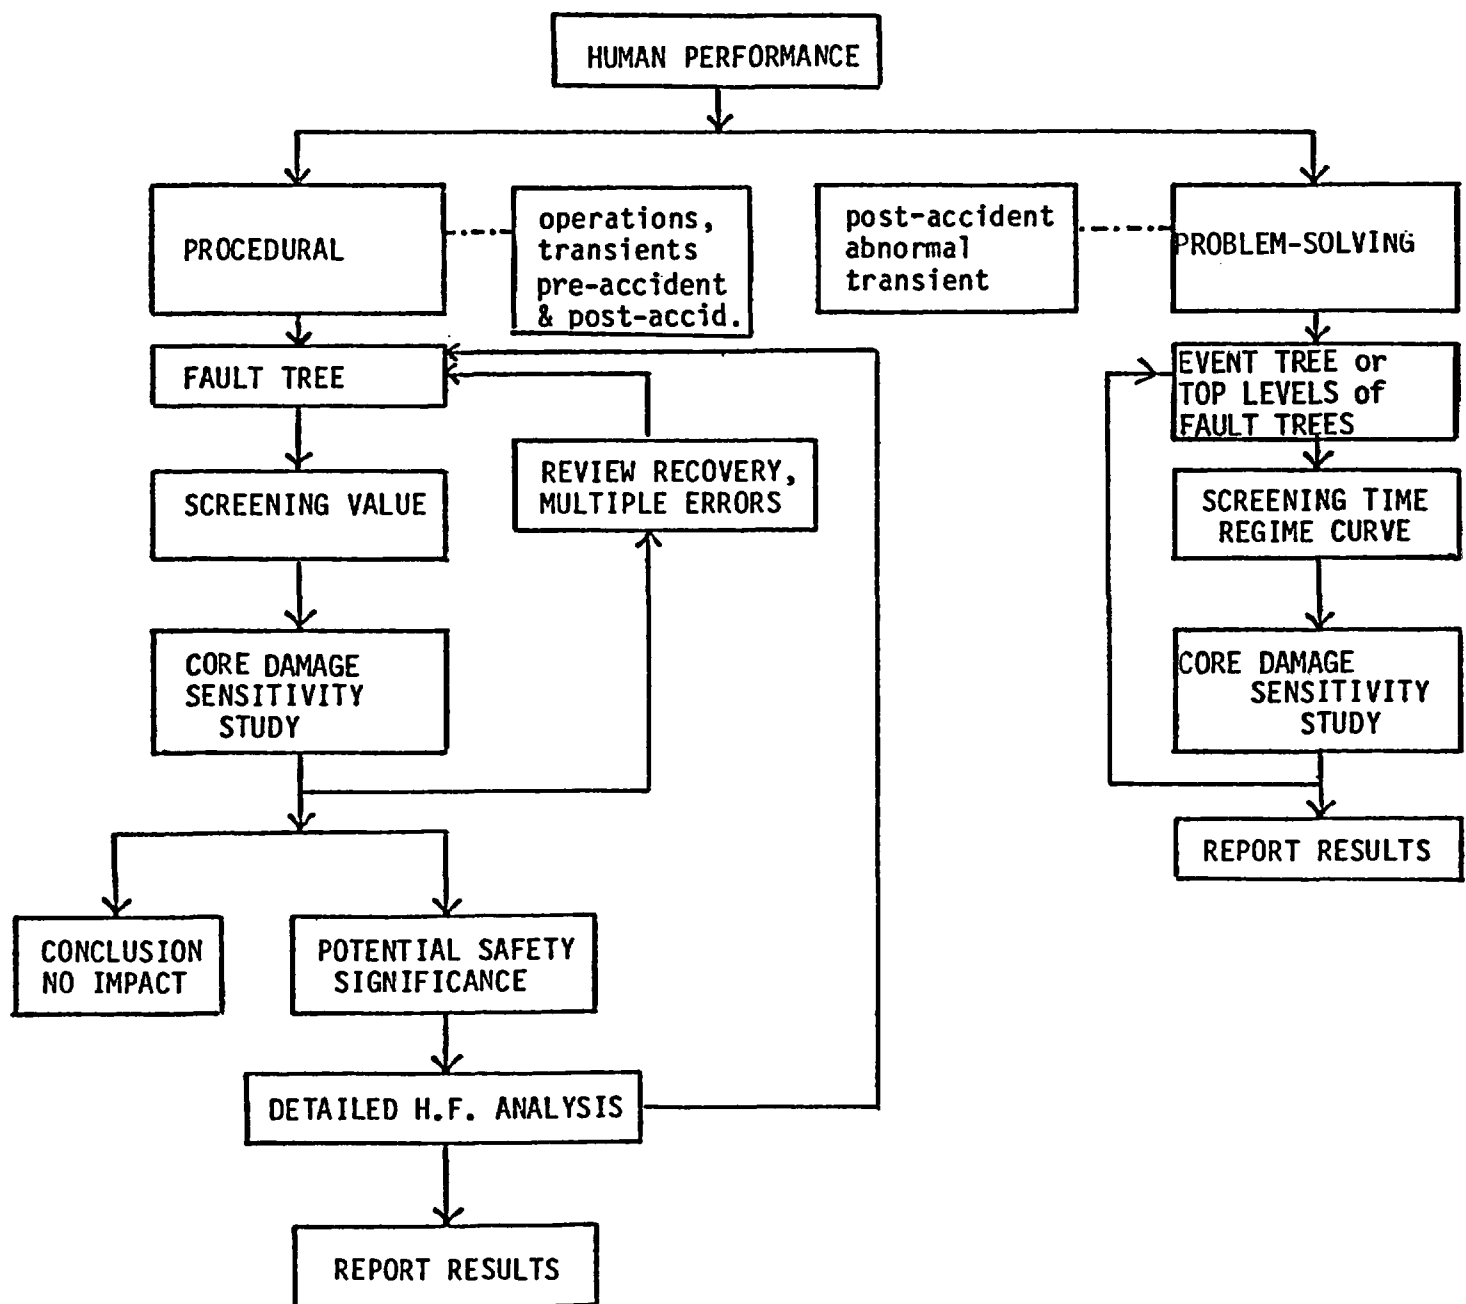 HUMAN PERFORMANCE
PROCEDURAL
operations,
transients
pre-accident
& post-accid.
post-accident
abnormal
transient
PROBLEM-SOLVING
FAULT TREE
EVENT TREE or
TOP LEVELS of
FAULT TREES
SCREENING VALUE
REVIEW RECOVERY,
MULTIPLE ERRORS
SCREENING TIME
REGIME CURVE
CORE DAMAGE
SENSITIVITY
STUDY
CORE DAMAGE
SENSITIVITY
STUDY
REPORT RESULTS
CONCLUSION
NO IMPACT
POTENTIAL SAFETY
SIGNIFICANCE
DETAILED H.F. ANALYSIS
REPORT RESULTS